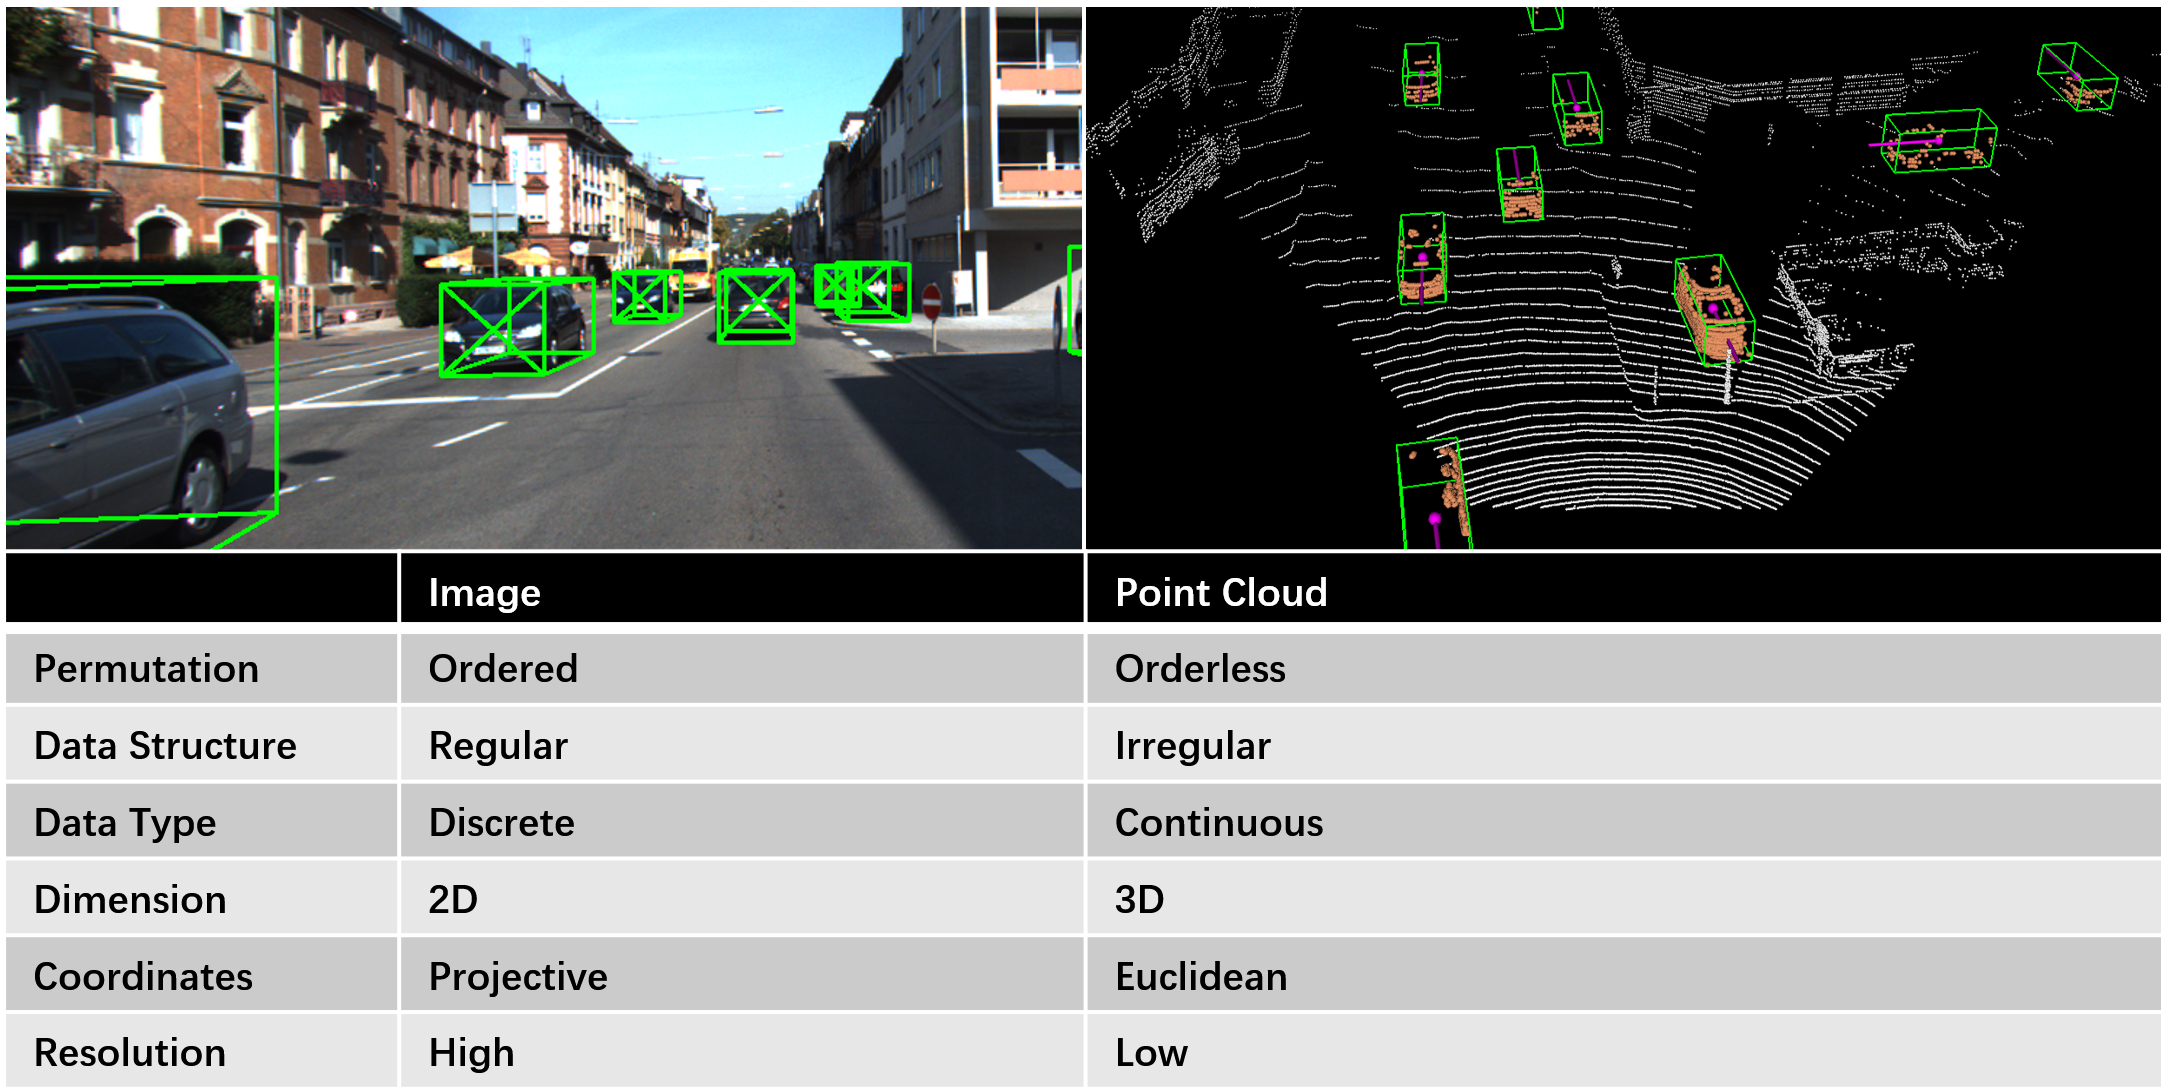 Image Point Cloud
Permutation Ordered Orderless
Data Structure Regular Irregular
Data Type Discrete Continuous
Dimension 2D 3D
Coordinates Projective Euclidean
Resolution High Low